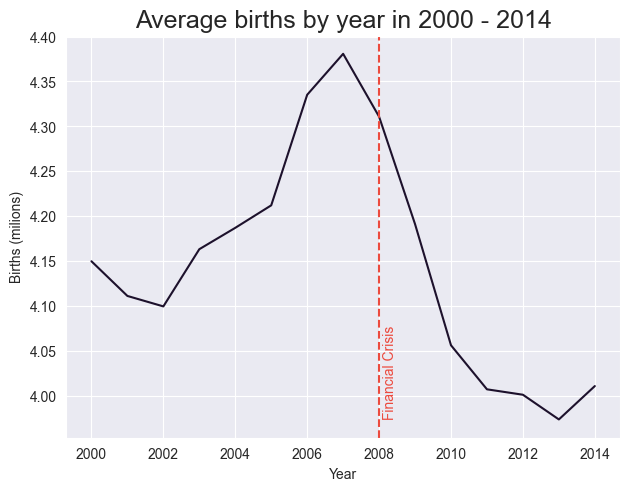 Average births by year in 2000 - 2014
4.40
4.35
4.30
4.25
4.20
4.15
4.10
4.05
4.00
Births (milions)
Financial Crisis
2000 2002 2004 2006 2008 2010 2012 2014
Year